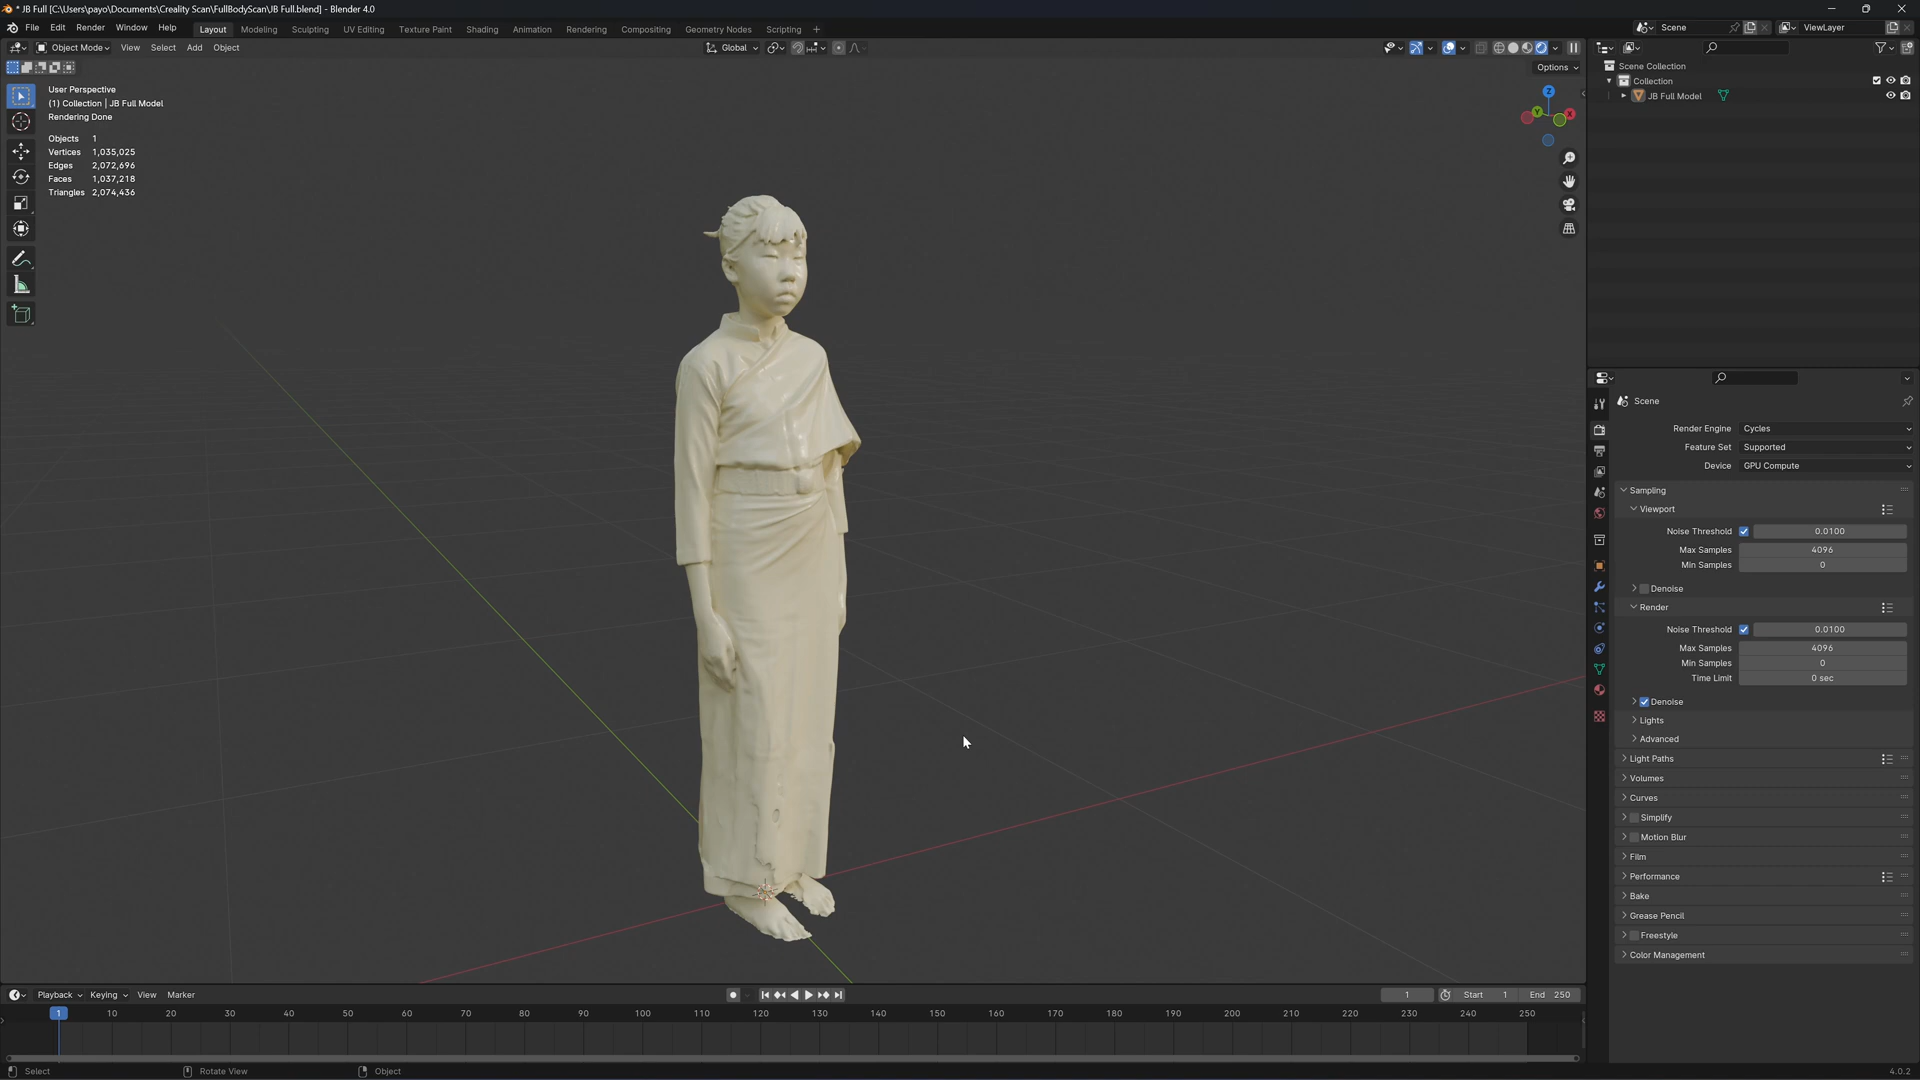 * JB Full [C:\Users\payo\Documents\Creality Scan\FullBodyScan\JB Full.blend] - Blender 4.0
File Edit Render Window Help
Layout Modeling Sculpting UV Editing Texture Paint Shading Animation Rendering Compositing Geometry Nodes Scripting +
Scene
ViewLayer
Object Mode View Select Add Object
Global
Options
User Perspective
(1) Collection | JB Full Model
Rendering Done
Objects 1
Vertices 1,035,025
Edges 2,072,696
Faces 1,037,218
Triangles 2,074,436
Z
Y
X
Scene Collection
Collection
JB Full Model
Scene
Render Engine Cycles
Feature Set Supported
Device GPU Compute
Sampling
Viewport
Noise Threshold 0.0100
Max Samples 4096
Min Samples 0
Denoise
Render
Noise Threshold 0.0100
Max Samples 4096
Min Samples 0
Time Limit 0 sec
Denoise
Lights
Advanced
Light Paths
Volumes
Curves
Simplify
Motion Blur
Film
Performance
Bake
Grease Pencil
Freestyle
Color Management
Playback Keying View Marker
1 Start 1 End 250
1 10 20 30 40 50 60 70 80 90 100 110 120 130 140 150 160 170 180 190 200 210 220 230 240 250
Select Rotate View Object
4.0.2